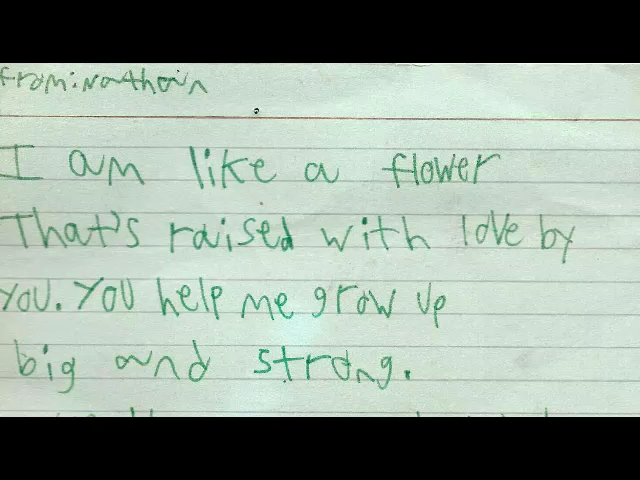 from: Nathan
I am like a flower
That's raised with love by
you. You help me grow up
big and strong.